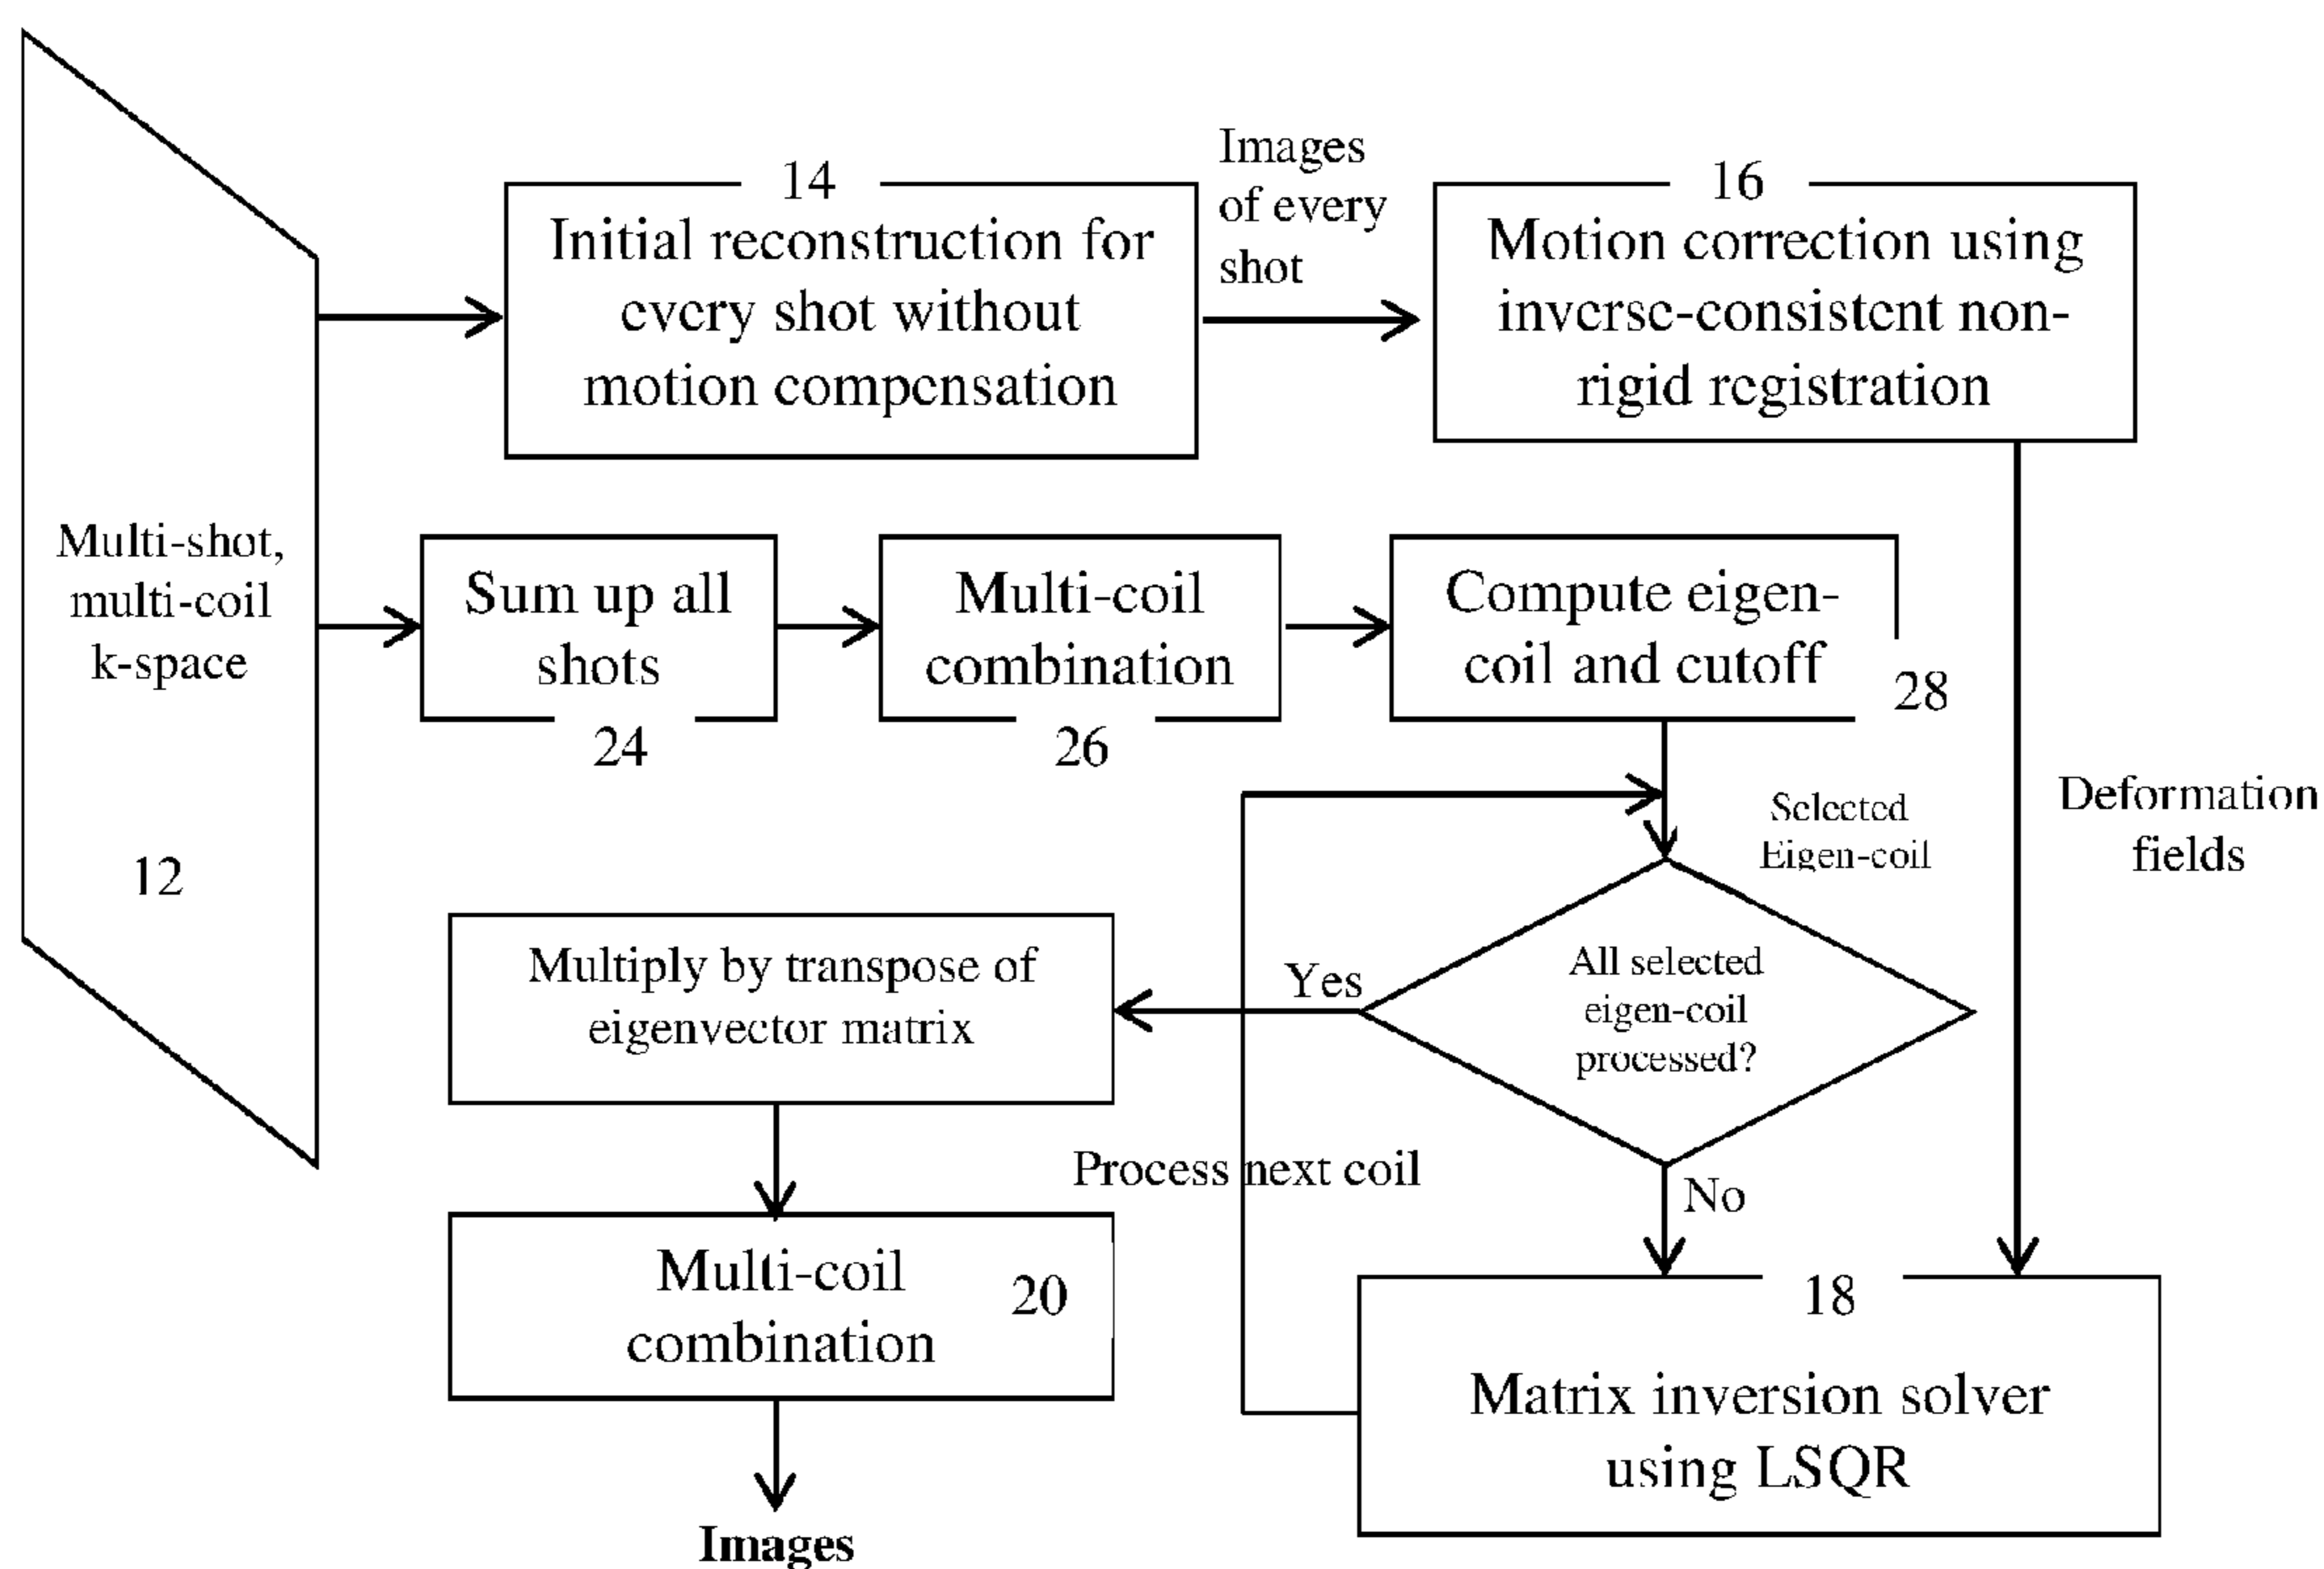 Multi-shot,
multi-coil
k-space
12
14
Initial reconstruction for
every shot without
motion compensation
Images
of every
shot
16
Motion correction using
inverse-consistent non-
rigid registration
Sum up all
shots
24
Multi-coil
combination
26
Compute eigen-
coil and cutoff
28
Selected
Eigen-coil
Deformation
fields
All selected
eigen-coil
processed?
Yes
Multiply by transpose of
eigenvector matrix
Process next coil
No
Multi-coil
combination
20
18
Matrix inversion solver
using LSQR
Images